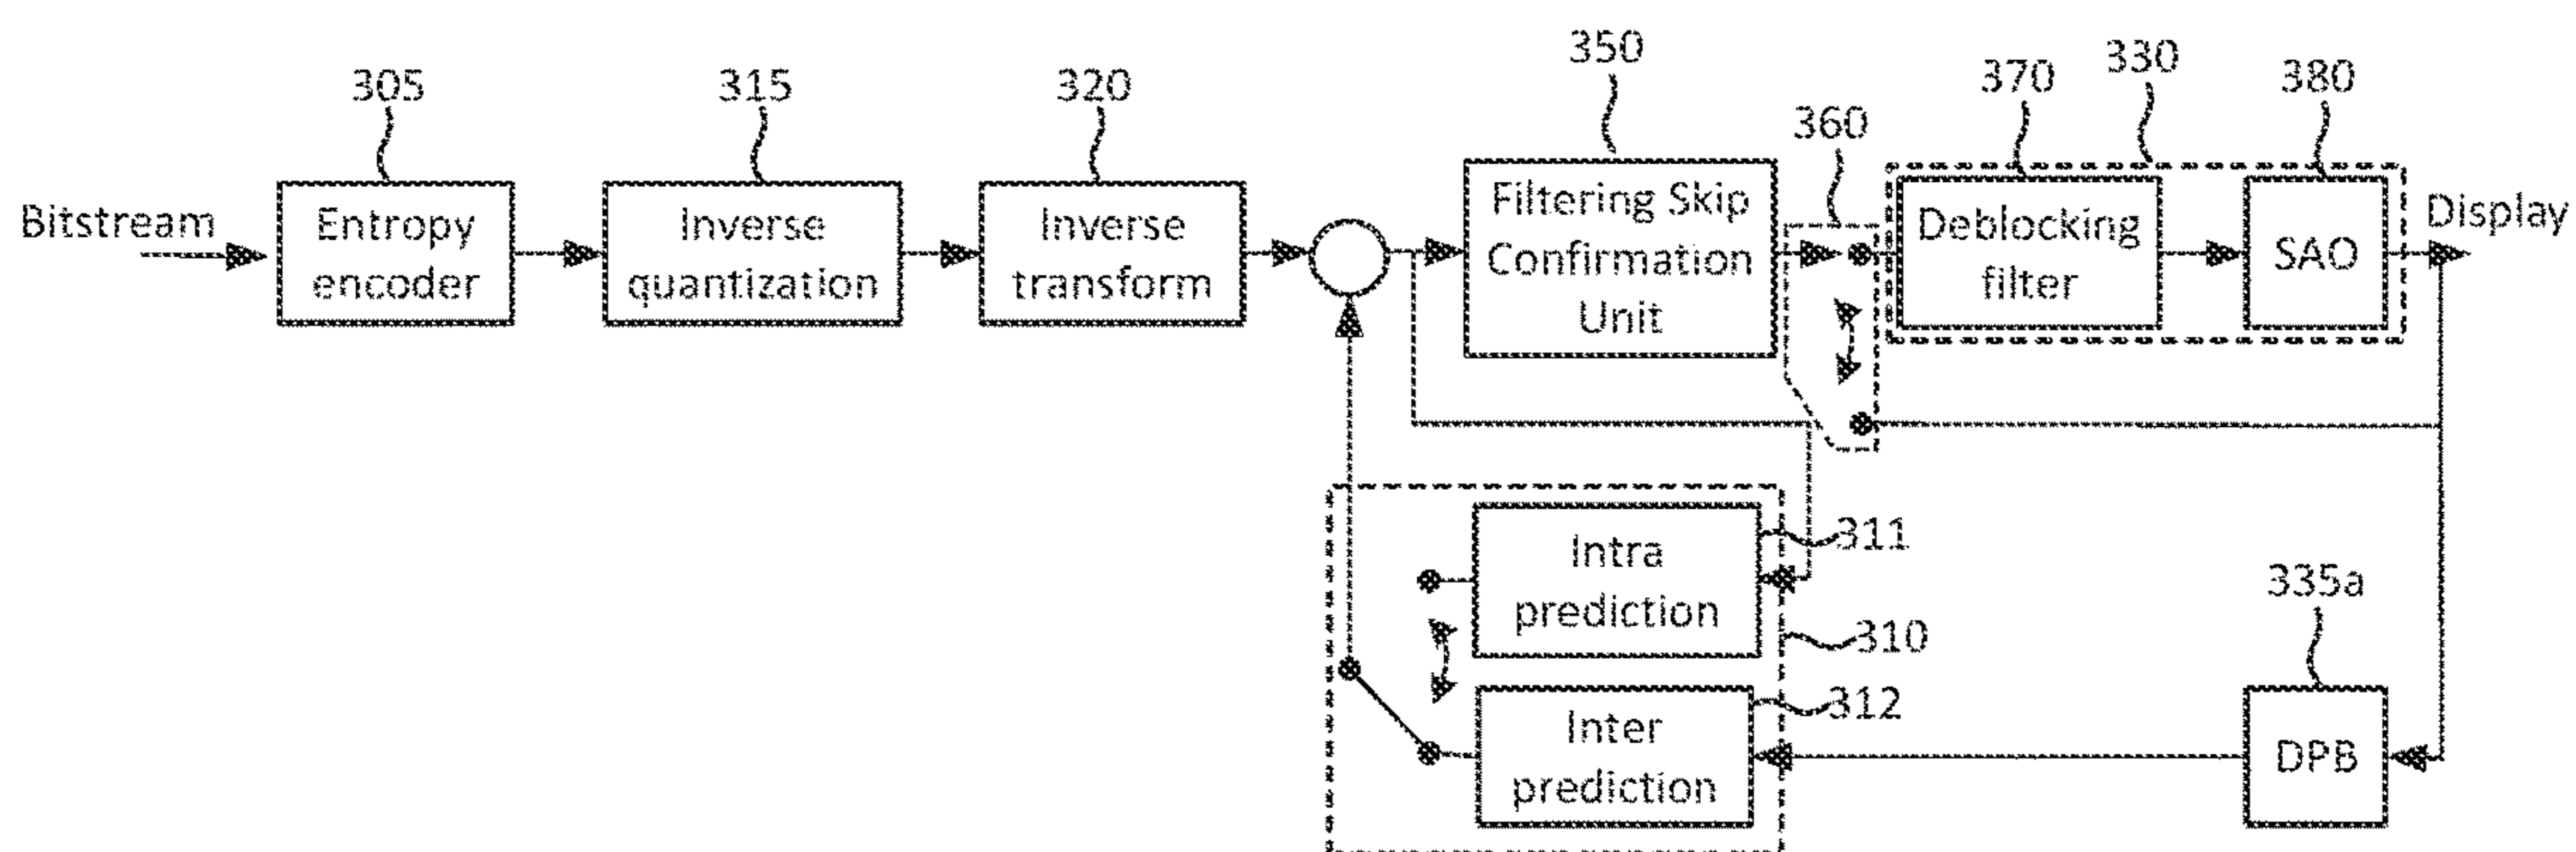 350
330
305
315
320
370
380
360
Bitstream
Entropy
encoder
Inverse
quantization
Inverse
transform
Filtering Skip
Confirmation
Unit
Deblocking
filter
SAO
Display
311
Intra
prediction
310
335a
312
Inter
prediction
DPB